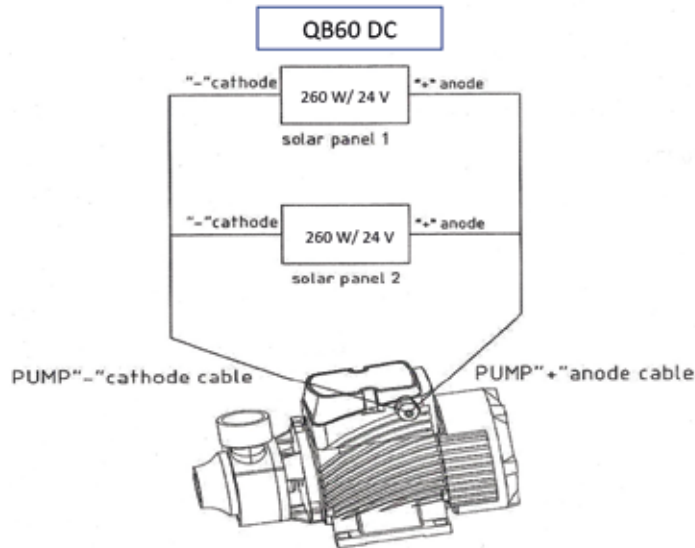 QB60 DC
"-"cathode
260 W/ 24 V
"+" anode
solar panel 1
"-"cathode
260 W/ 24 V
"+" anode
solar panel 2
PUMP"-"cathode cable
PUMP"+"anode cable